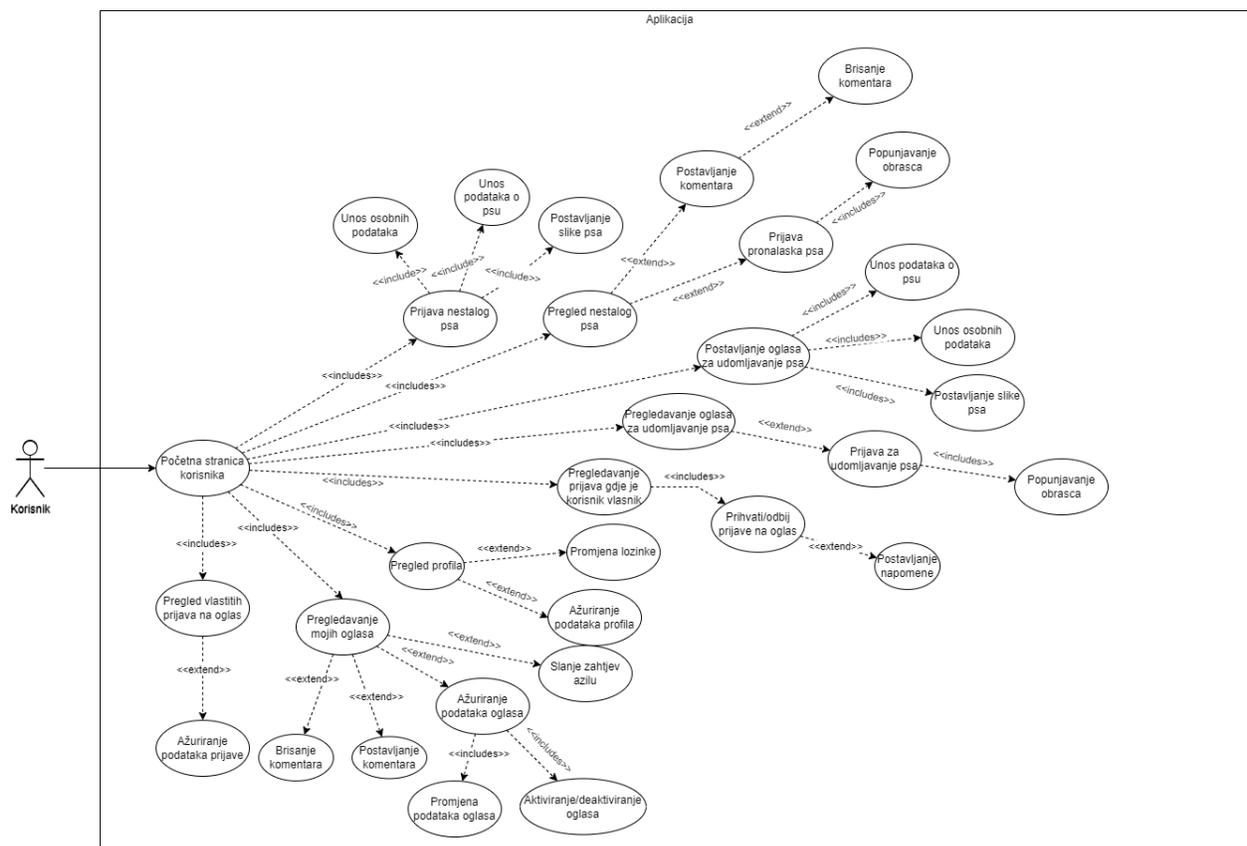 Aplikacija
Brisanje
komentara
<<extend>>
Postavljanje
komentara
Popunjavanje
obrasca
<<includes>>
Prijava
pronalaska psa
<<extend>>
<<extend>>
Unos osobnih
podataka
Unos
podataka o
psu
Postavljanje
slike psa
<<include>>
<<include>>
<<include>>
Prijava nestalog
psa
Pregled nestalog
psa
Unos podataka o
psu
<<includes>>
Unos osobnih
podataka
<<includes>>
Postavljanje oglasa
za udomljavanje psa
Postavljanje slike
psa
<<includes>>
<<includes>>
<<includes>>
<<includes>>
<<includes>>
Pregledavanje oglasa
za udomljavanje psa
<<extend>>
Prijava za
udomljavanje psa
<<includes>>
Popunjavanje
obrasca
Korisnik
Početna stranica
korisnika
<<includes>>
Pregledavanje
prijava gdje je
korisnik vlasnik
<<includes>>
Prihvati/odbij
prijave na oglas
<<extend>>
Postavljanje
napomene
<<includes>>
<<includes>>
<<includes>>
Pregled profila
<<extend>>
Promjena lozinke
<<extend>>
Ažuriranje
podataka profila
Pregled vlastitih
prijava na oglas
<<extend>>
Ažuriranje
podataka prijave
Pregledavanje
mojih oglasa
<<extend>>
Slanje zahtjev
azilu
<<extend>>
Ažuriranje
podataka oglasa
<<extend>>
<<extend>>
Brisanje
komentara
Postavljanje
komentara
<<includes>>
<<includes>>
Promjena
podataka oglasa
Aktiviranje/deaktiviranje
oglasa